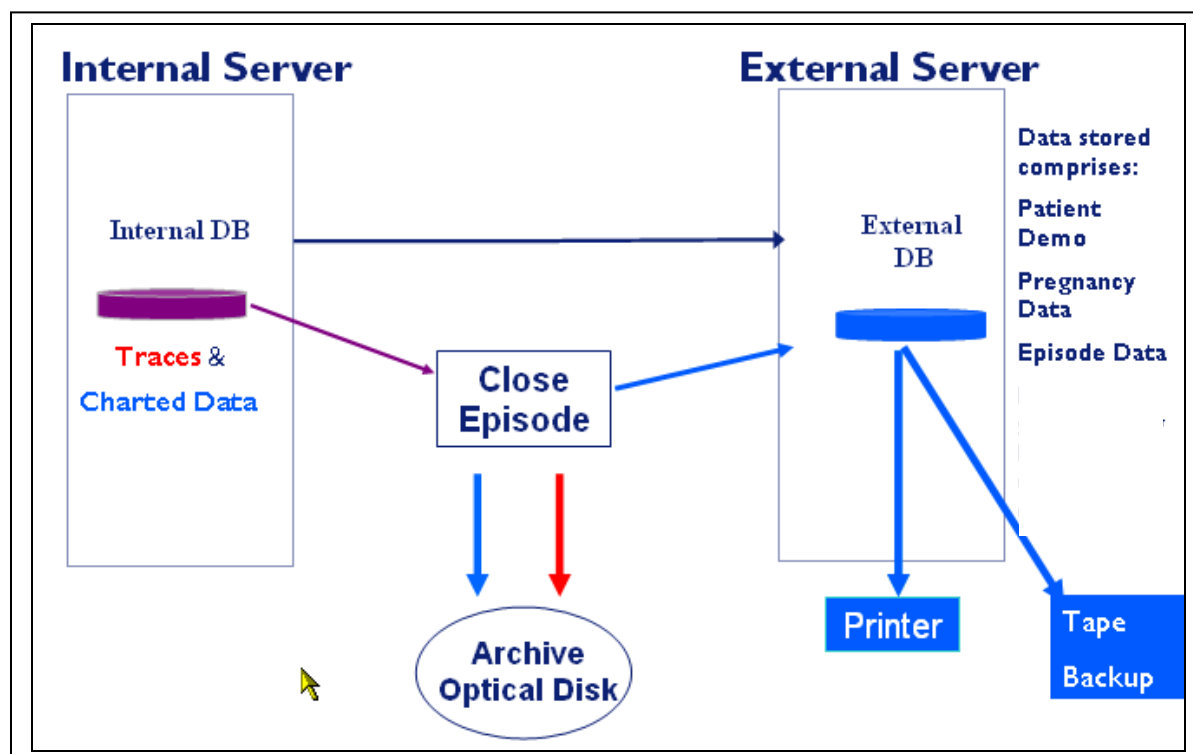 Internal Server
External Server
Internal DB
Traces &
Charted Data
Close
Episode
Archive
Optical Disk
External
DB
Data stored
comprises:
Patient
Demo
Pregnancy
Data
Episode Data
Printer
Tape
Backup